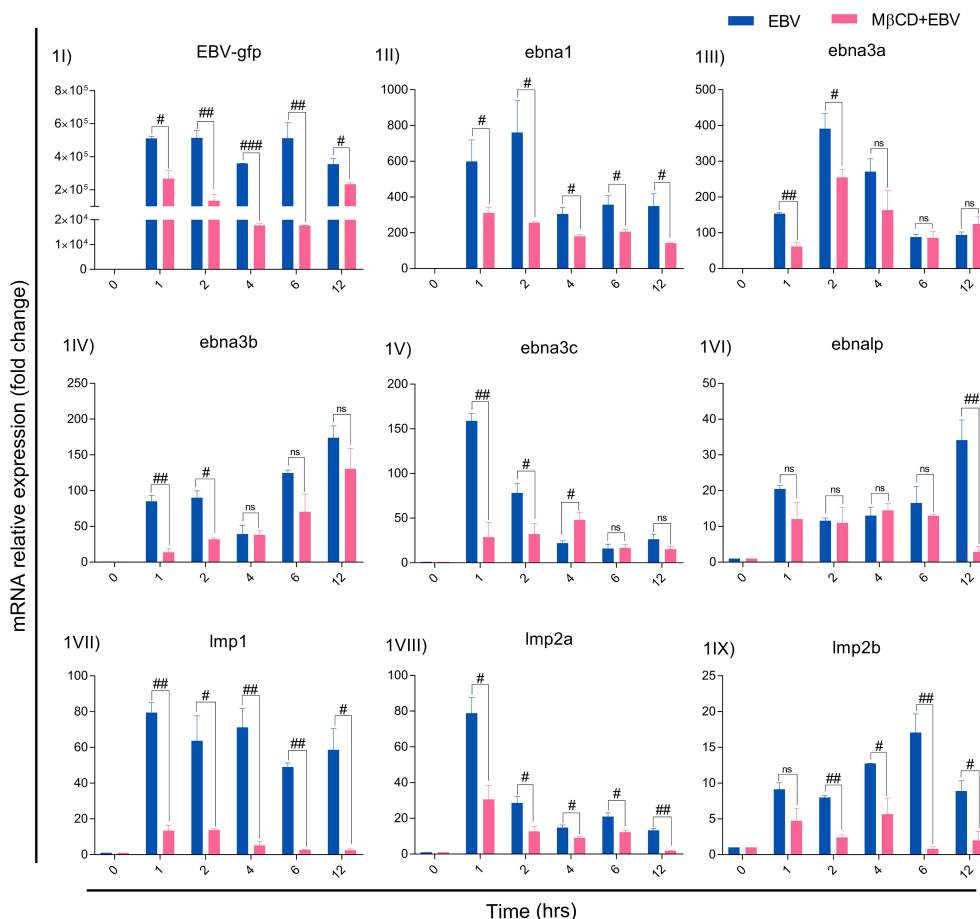 EBV MβCD+EBV
1I) EBV-gfp
8×10⁵
6×10⁵
4×10⁵
2×10⁵
2×10⁴
1×10⁴
0
# ## ### ## #
0 1 2 4 6 12
1II) ebna1
1000
800
600
400
200
0
# # # # #
0 1 2 4 6 12
1III) ebna3a
500
400
300
200
100
0
## # ns ns ns
0 1 2 4 6 12
1IV) ebna3b
250
200
150
100
50
0
## # ns ns ns
0 1 2 4 6 12
1V) ebna3c
200
150
100
50
0
## # # ns ns
0 1 2 4 6 12
1VI) ebnalp
50
40
30
20
10
0
ns ns ns ns ##
0 1 2 4 6 12
1VII) lmp1
100
80
60
40
20
0
## # ## ## #
0 1 2 4 6 12
1VIII) lmp2a
100
80
60
40
20
0
# # # # ##
0 1 2 4 6 12
1IX) lmp2b
25
20
15
10
5
0
ns ## # ## #
0 1 2 4 6 12
mRNA relative expression (fold change)
Time (hrs)